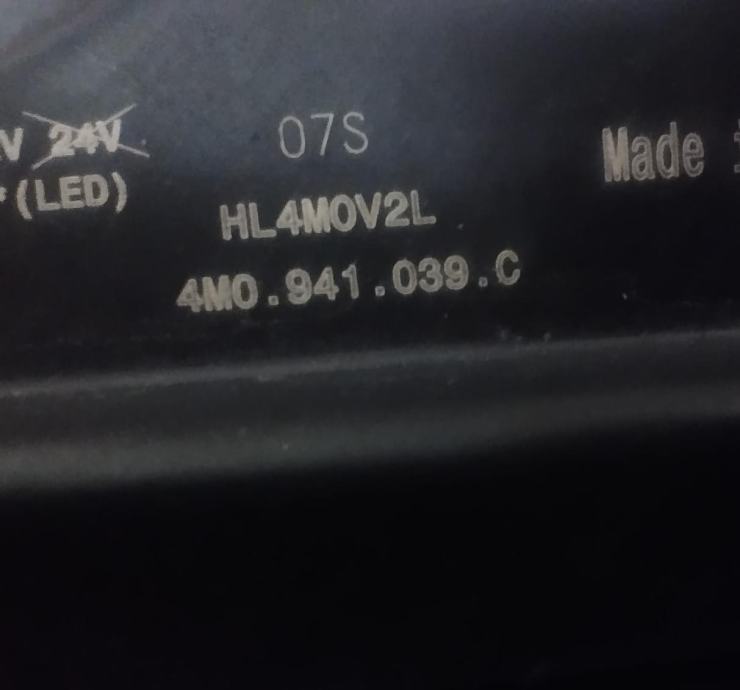 V 24V
(LED)
07S
HL4M0V2L
4M0.941.039.C
Made